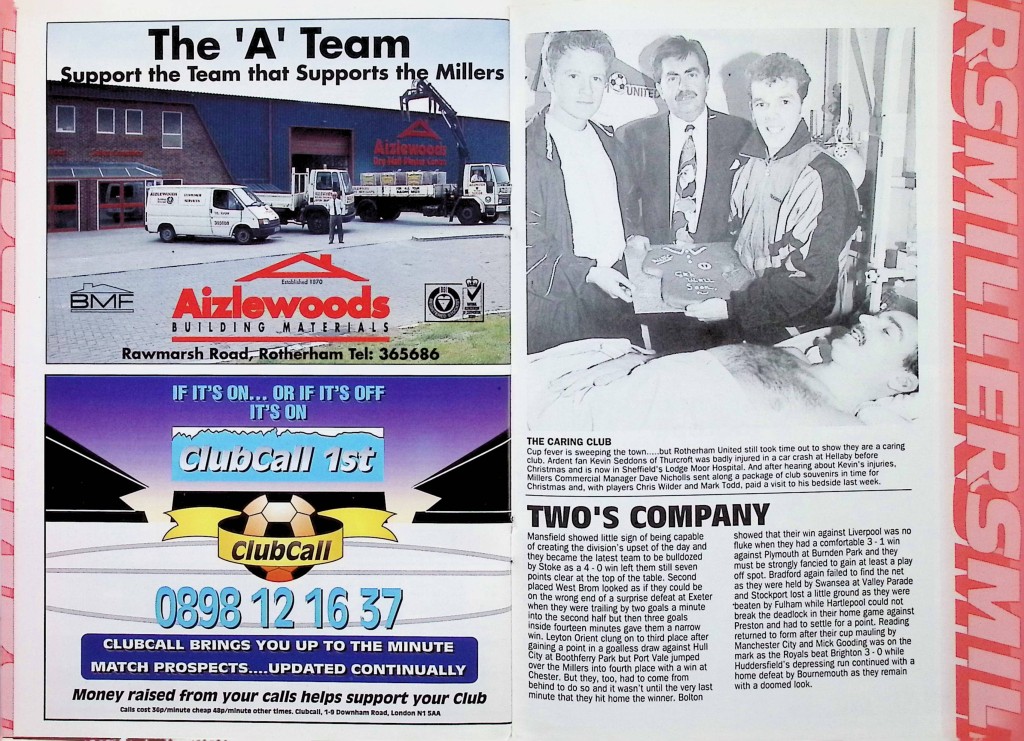 The 'A' Team
Support the Team that Supports the Millers
Aizlewoods
Dry Wall Plaster Centre
AIZLEWOODS
CUSTOMER
SERVICES
365686
BMF
Established 1870
Aizlewoods
BUILDING MATERIALS
Rawmarsh Road, Rotherham Tel: 365686
IF IT'S ON... OR IF IT'S OFF
IT'S ON
ClubCall 1st
ClubCall
0898 12 16 37
CLUBCALL BRINGS YOU UP TO THE MINUTE
MATCH PROSPECTS....UPDATED CONTINUALLY
Money raised from your calls helps support your Club
Calls cost 36p/minute cheap 48p/minute other times. Clubcall, 1-9 Downham Road, London N1 5AA
UNITED
Get
Well
Soon
THE CARING CLUB
Cup fever is sweeping the town.....but Rotherham United still took time out to show they are a caring
club. Ardent fan Kevin Seddons of Thurcroft was badly injured in a car crash at Hellaby before
Christmas and is now in Sheffield's Lodge Moor Hospital. And after hearing about Kevin's injuries,
Millers Commercial Manager Dave Nicholls sent along a package of club souvenirs in time for
Christmas and, with players Chris Wilder and Mark Todd, paid a visit to his bedside last week.
TWO'S COMPANY
Mansfield showed little sign of being capable
of creating the division's upset of the day and
they became the latest team to be bulldozed
by Stoke as a 4 - 0 win left them still seven
points clear at the top of the table. Second
placed West Brom looked as if they could be
on the wrong end of a surprise defeat at Exeter
when they were trailing by two goals a minute
into the second half but then three goals
inside fourteen minutes gave them a narrow
win. Leyton Orient clung on to third place after
gaining a point in a goalless draw against Hull
City at Boothferry Park but Port Vale jumped
over the Millers into fourth place with a win at
Chester. But they, too, had to come from
behind to do so and it wasn't until the very last
minute that they hit home the winner. Bolton
showed that their win against Liverpool was no
fluke when they had a comfortable 3 - 1 win
against Plymouth at Burnden Park and they
must be strongly fancied to gain at least a play
off spot. Bradford again failed to find the net
as they were held by Swansea at Valley Parade
and Stockport lost a little ground as they were
beaten by Fulham while Hartlepool could not
break the deadlock in their home game against
Preston and had to settle for a point. Reading
returned to form after their cup mauling by
Manchester City and Mick Gooding was on the
mark as the Royals beat Brighton 3 - 0 while
Huddersfield's depressing run continued with a
home defeat by Bournemouth as they remain
with a doomed look.
RSMILLERSMIL